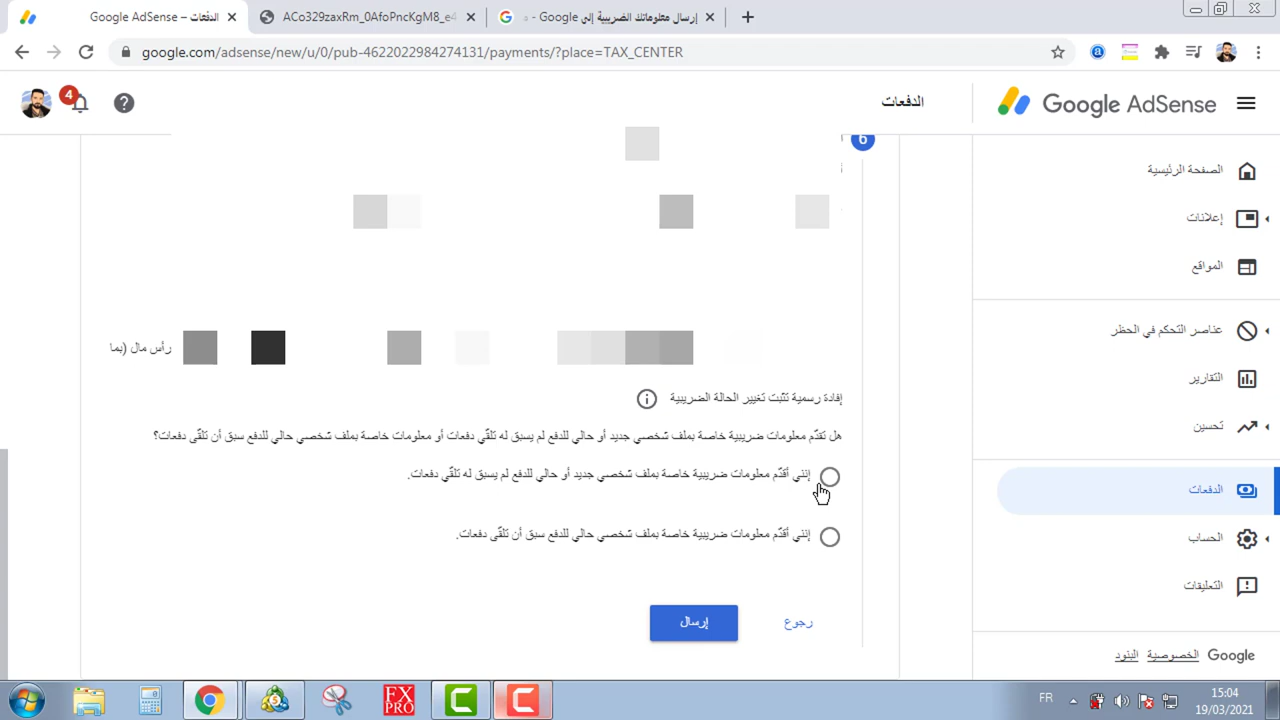 الدفعات – Google AdSense
ACo329zaxRm_0AfoPncKgM8_e4
إرسال معلوماتك الضريبية إلى Google - د
google.com/adsense/new/u/0/pub-4622022984274131/payments/?place=TAX_CENTER
4
الدفعات
Google AdSense
6
الصفحة الرئيسية
إعلانات
المواقع
عناصر التحكم في الحظر
التقارير
تحسين
الدفعات
الحساب
التعليقات
Google الخصوصية البنود
رأس مال (بما
إفادة رسمية تثبت تغيير الحالة الضريبية
هل تقدّم معلومات ضريبية خاصة بملف شخصي جديد أو حالي للدفع لم يسبق له تلقّي دفعات أو معلومات خاصة بملف شخصي حالي للدفع سبق أن تلقّى دفعات؟
إنني أقدّم معلومات ضريبية خاصة بملف شخصي جديد أو حالي للدفع لم يسبق له تلقّي دفعات.
إنني أقدّم معلومات ضريبية خاصة بملف شخصي حالي للدفع سبق أن تلقّى دفعات.
رجوع
إرسال
FX
PRO
FR
15:04
19/03/2021